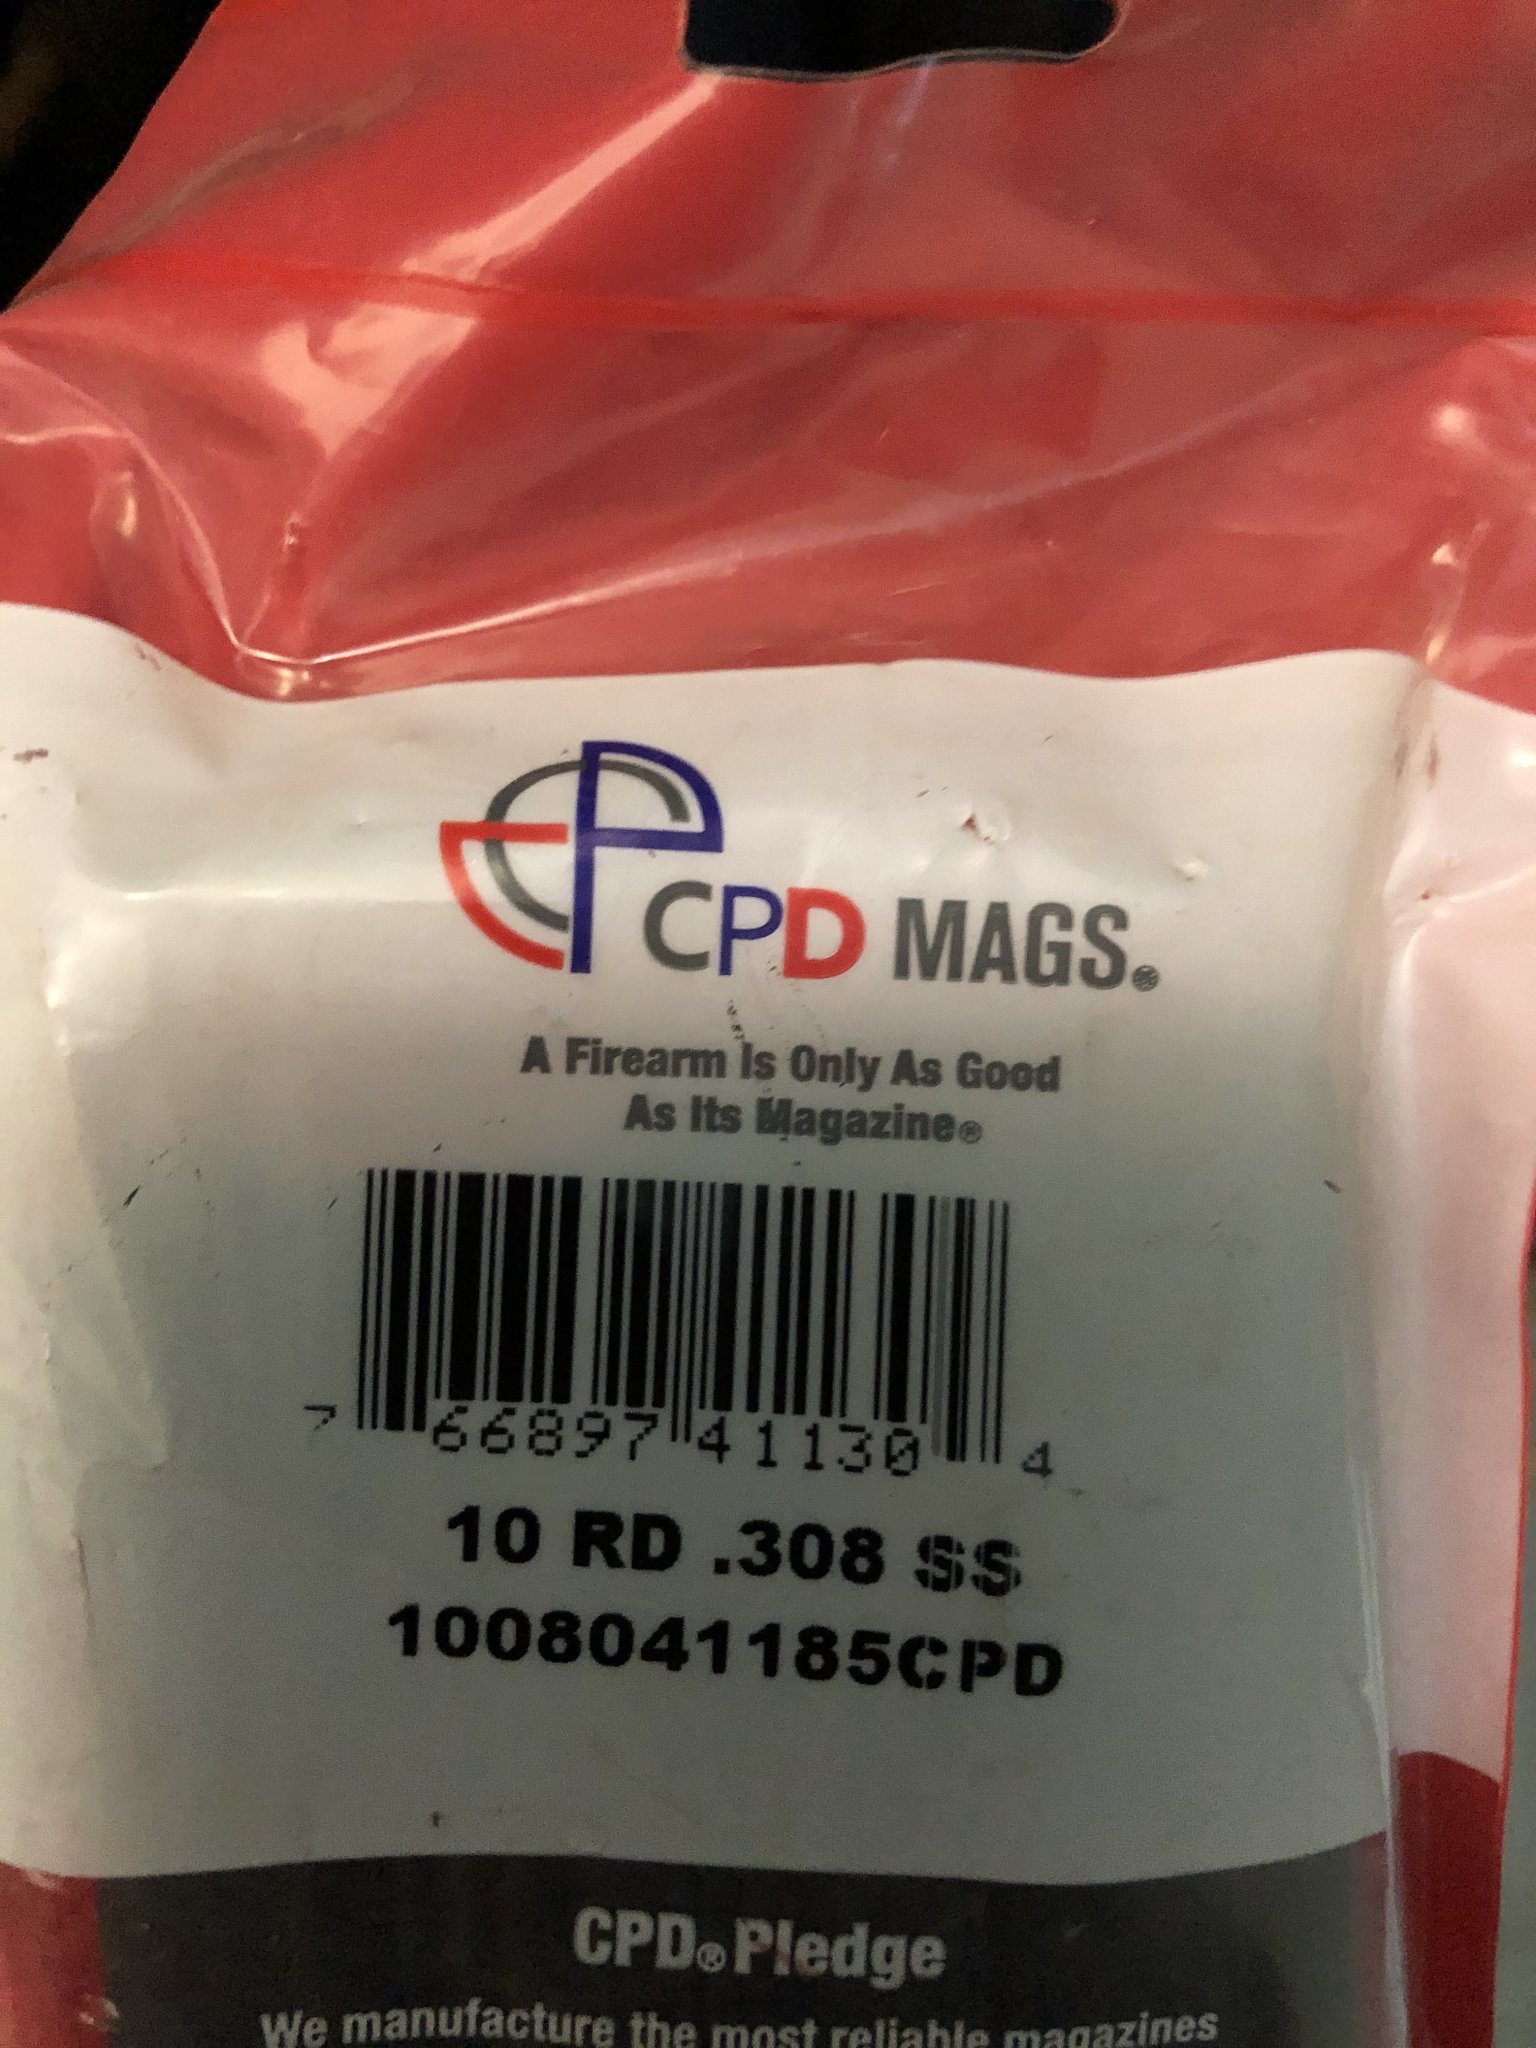 CPD MAGS®
A Firearm Is Only As Good
As Its Magazine®
7 66897 41130 4
10 RD .308 SS
1008041185CPD
CPD® Pledge
We manufacture the most reliable magazines